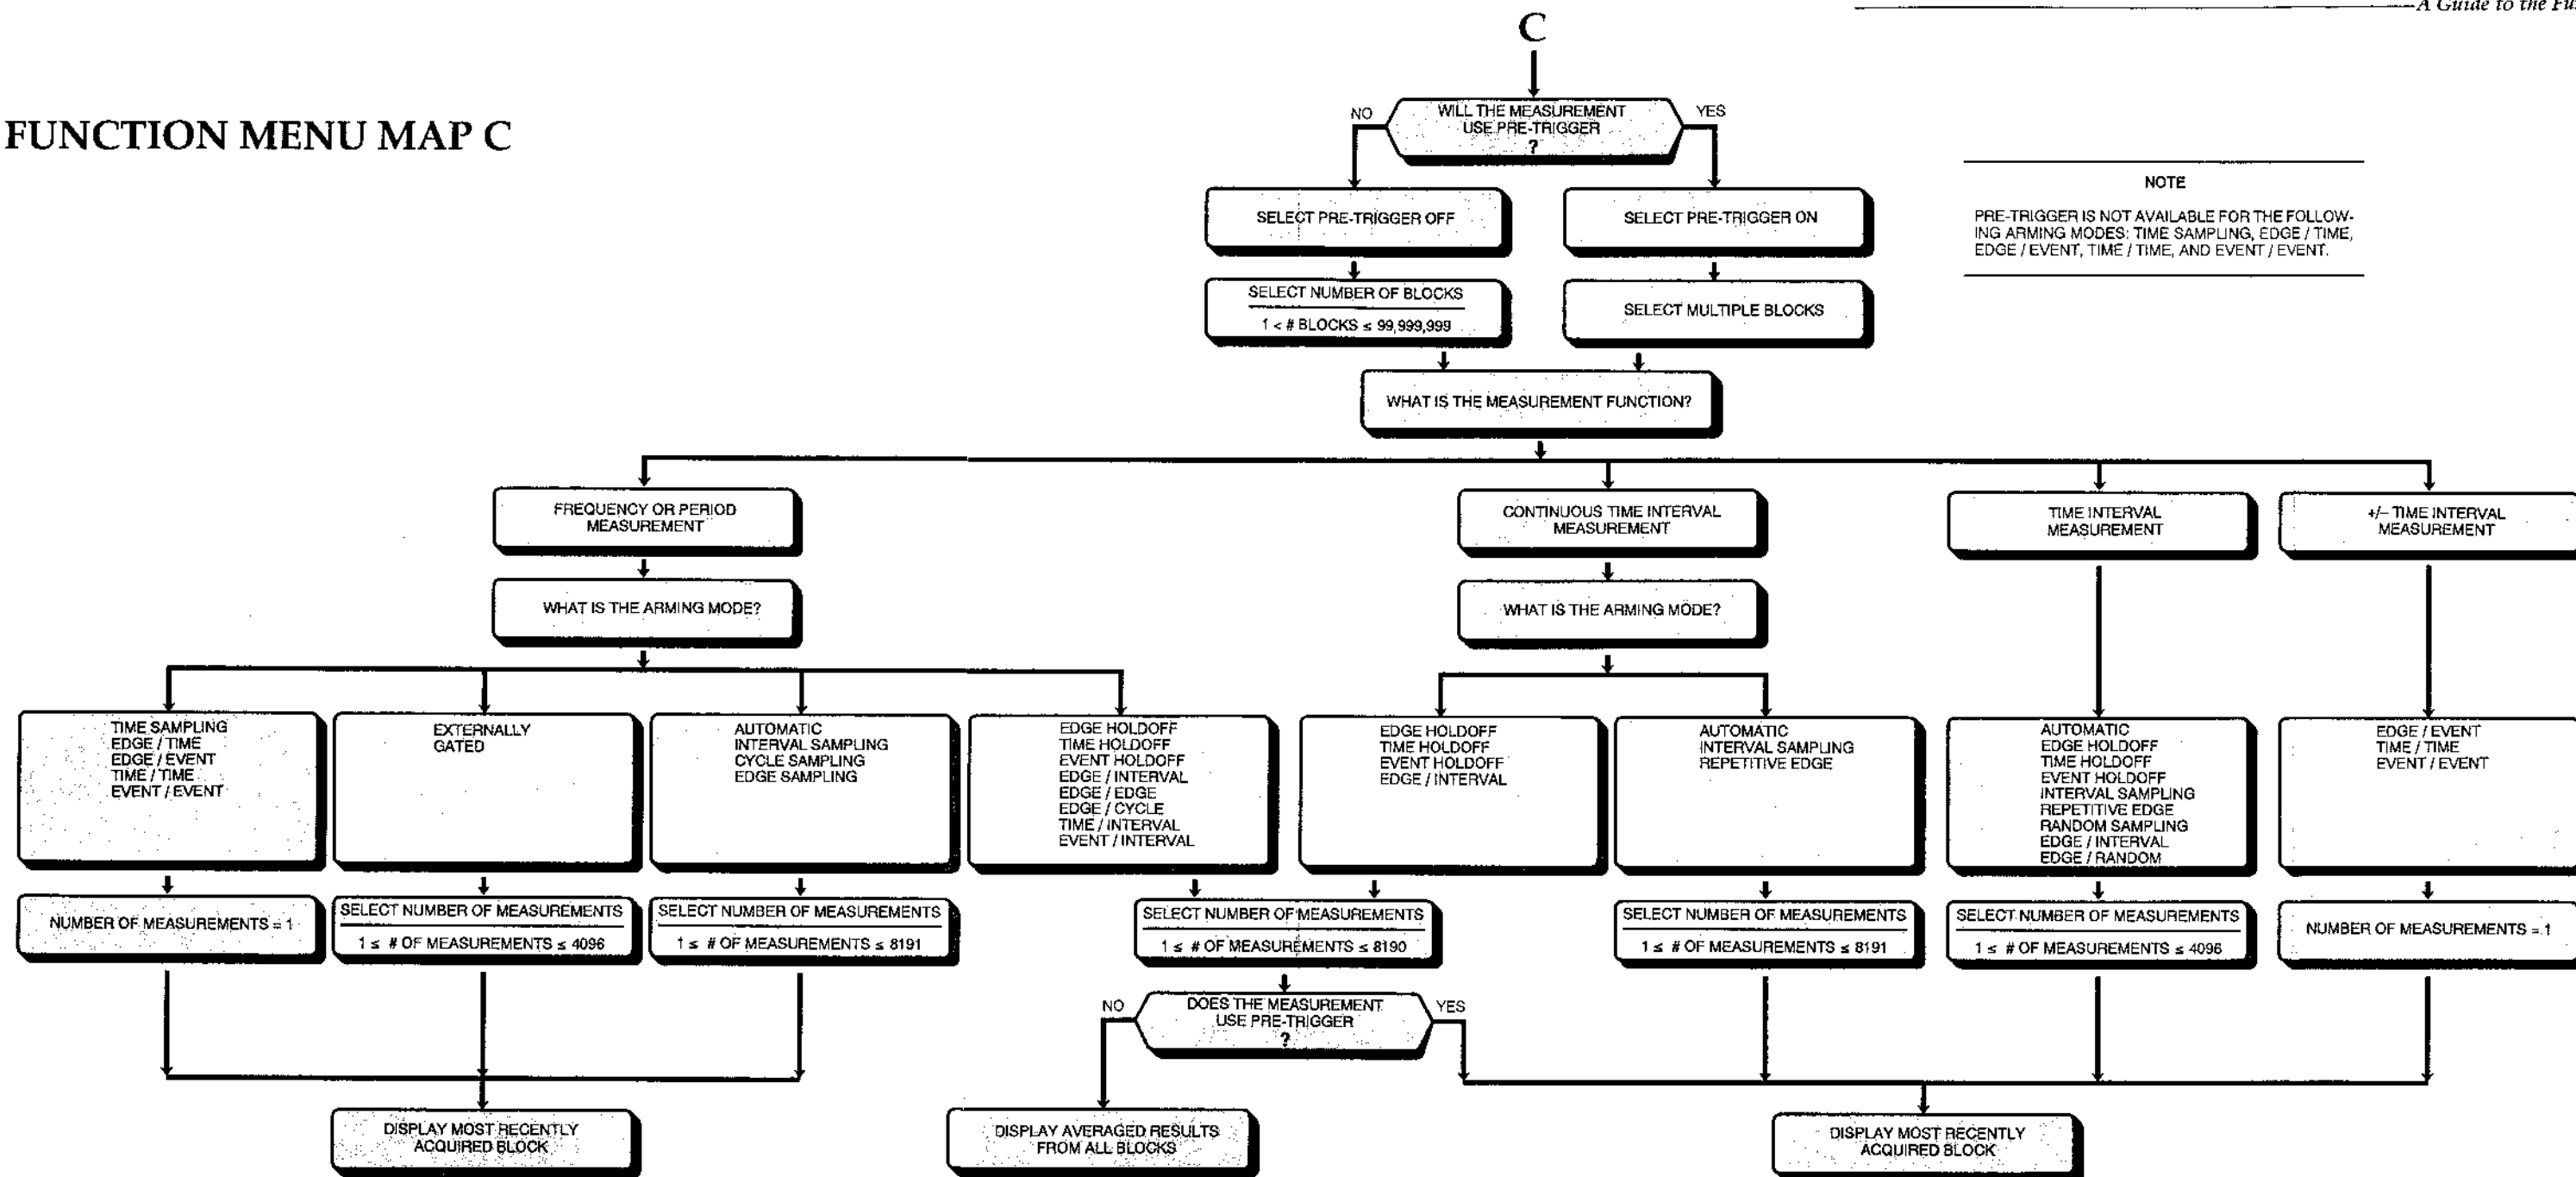 A Guide to the Fu
C
FUNCTION MENU MAP C
NO
WILL THE MEASUREMENT
USE PRE-TRIGGER
?
YES
SELECT PRE-TRIGGER OFF
SELECT PRE-TRIGGER ON
NOTE
PRE-TRIGGER IS NOT AVAILABLE FOR THE FOLLOW-
ING ARMING MODES: TIME SAMPLING, EDGE / TIME,
EDGE / EVENT, TIME / TIME, AND EVENT / EVENT.
SELECT NUMBER OF BLOCKS
1 < # BLOCKS ≤ 99,999,999
SELECT MULTIPLE BLOCKS
WHAT IS THE MEASUREMENT FUNCTION?
FREQUENCY OR PERIOD
MEASUREMENT
CONTINUOUS TIME INTERVAL
MEASUREMENT
TIME INTERVAL
MEASUREMENT
+/– TIME INTERVAL
MEASUREMENT
WHAT IS THE ARMING MODE?
WHAT IS THE ARMING MODE?
TIME SAMPLING
EDGE / TIME
EDGE / EVENT
TIME / TIME
EVENT / EVENT
EXTERNALLY
GATED
AUTOMATIC
INTERVAL SAMPLING
CYCLE SAMPLING
EDGE SAMPLING
EDGE HOLDOFF
TIME HOLDOFF
EVENT HOLDOFF
EDGE / INTERVAL
EDGE / EDGE
EDGE / CYCLE
TIME / INTERVAL
EVENT / INTERVAL
EDGE HOLDOFF
TIME HOLDOFF
EVENT HOLDOFF
EDGE / INTERVAL
AUTOMATIC
INTERVAL SAMPLING
REPETITIVE EDGE
AUTOMATIC
EDGE HOLDOFF
TIME HOLDOFF
EVENT HOLDOFF
INTERVAL SAMPLING
REPETITIVE EDGE
RANDOM SAMPLING
EDGE / INTERVAL
EDGE / RANDOM
EDGE / EVENT
TIME / TIME
EVENT / EVENT
NUMBER OF MEASUREMENTS = 1
SELECT NUMBER OF MEASUREMENTS
1 ≤ # OF MEASUREMENTS ≤ 4096
SELECT NUMBER OF MEASUREMENTS
1 ≤ # OF MEASUREMENTS ≤ 8191
SELECT NUMBER OF MEASUREMENTS
1 ≤ # OF MEASUREMENTS ≤ 8190
SELECT NUMBER OF MEASUREMENTS
1 ≤ # OF MEASUREMENTS ≤ 8191
SELECT NUMBER OF MEASUREMENTS
1 ≤ # OF MEASUREMENTS ≤ 4096
NUMBER OF MEASUREMENTS = 1
NO
DOES THE MEASUREMENT
USE PRE-TRIGGER
?
YES
DISPLAY MOST RECENTLY
ACQUIRED BLOCK
DISPLAY AVERAGED RESULTS
FROM ALL BLOCKS
DISPLAY MOST RECENTLY
ACQUIRED BLOCK